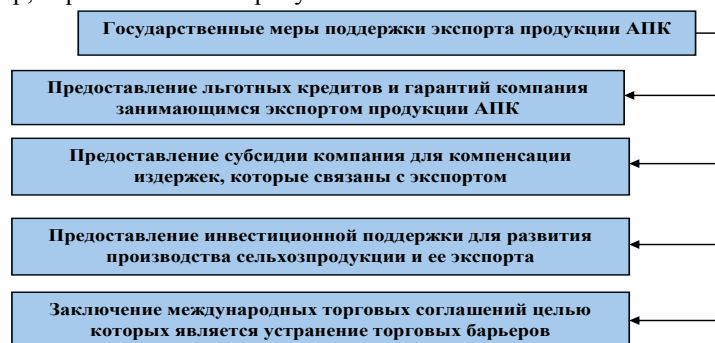 Государственные меры поддержки экспорта продукции АПК
Предоставление льготных кредитов и гарантий компания
занимающимся экспортом продукции АПК
Предоставление субсидии компания для компенсации
издержек, которые связаны с экспортом
Предоставление инвестиционной поддержки для развития
производства сельхозпродукции и ее экспорта
Заключение международных торговых соглашений целью
которых является устранение торговых барьеров